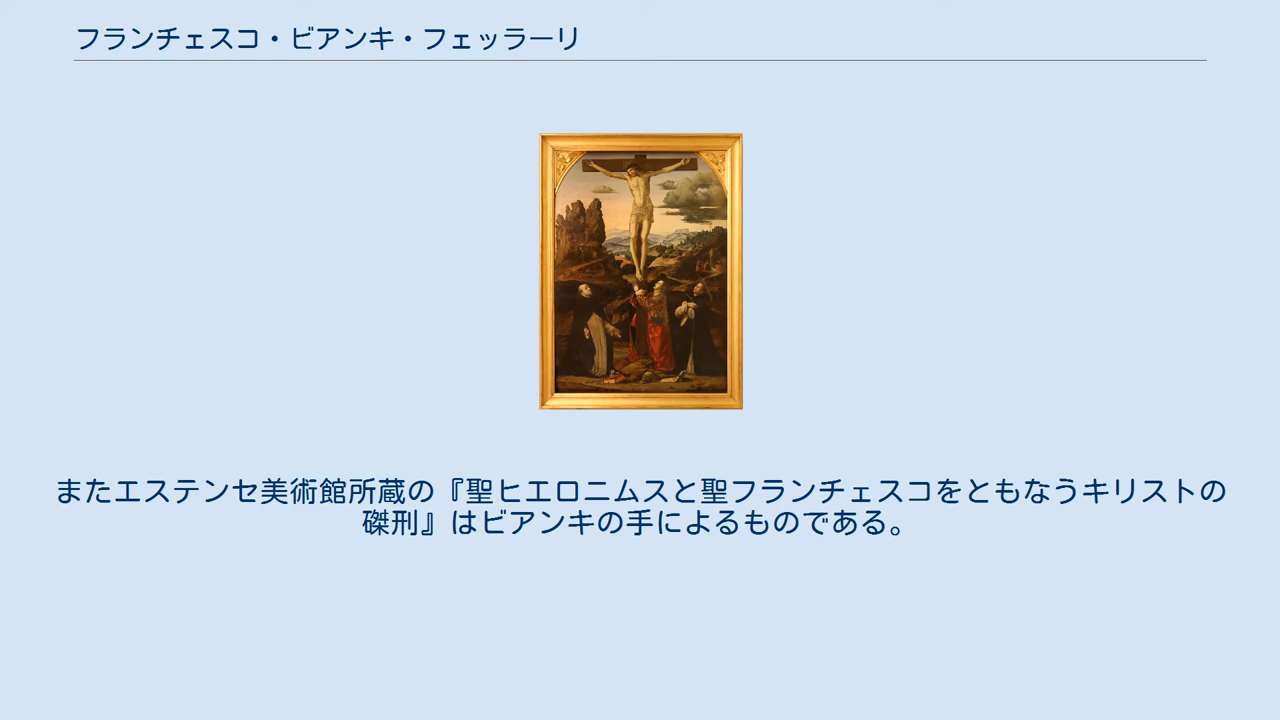 フランチェスコ・ビアンキ・フェッラーリ
またエステンセ美術館所蔵の『聖ヒエロニムスと聖フランチェスコをともなうキリストの
磔刑』はビアンキの手によるものである。